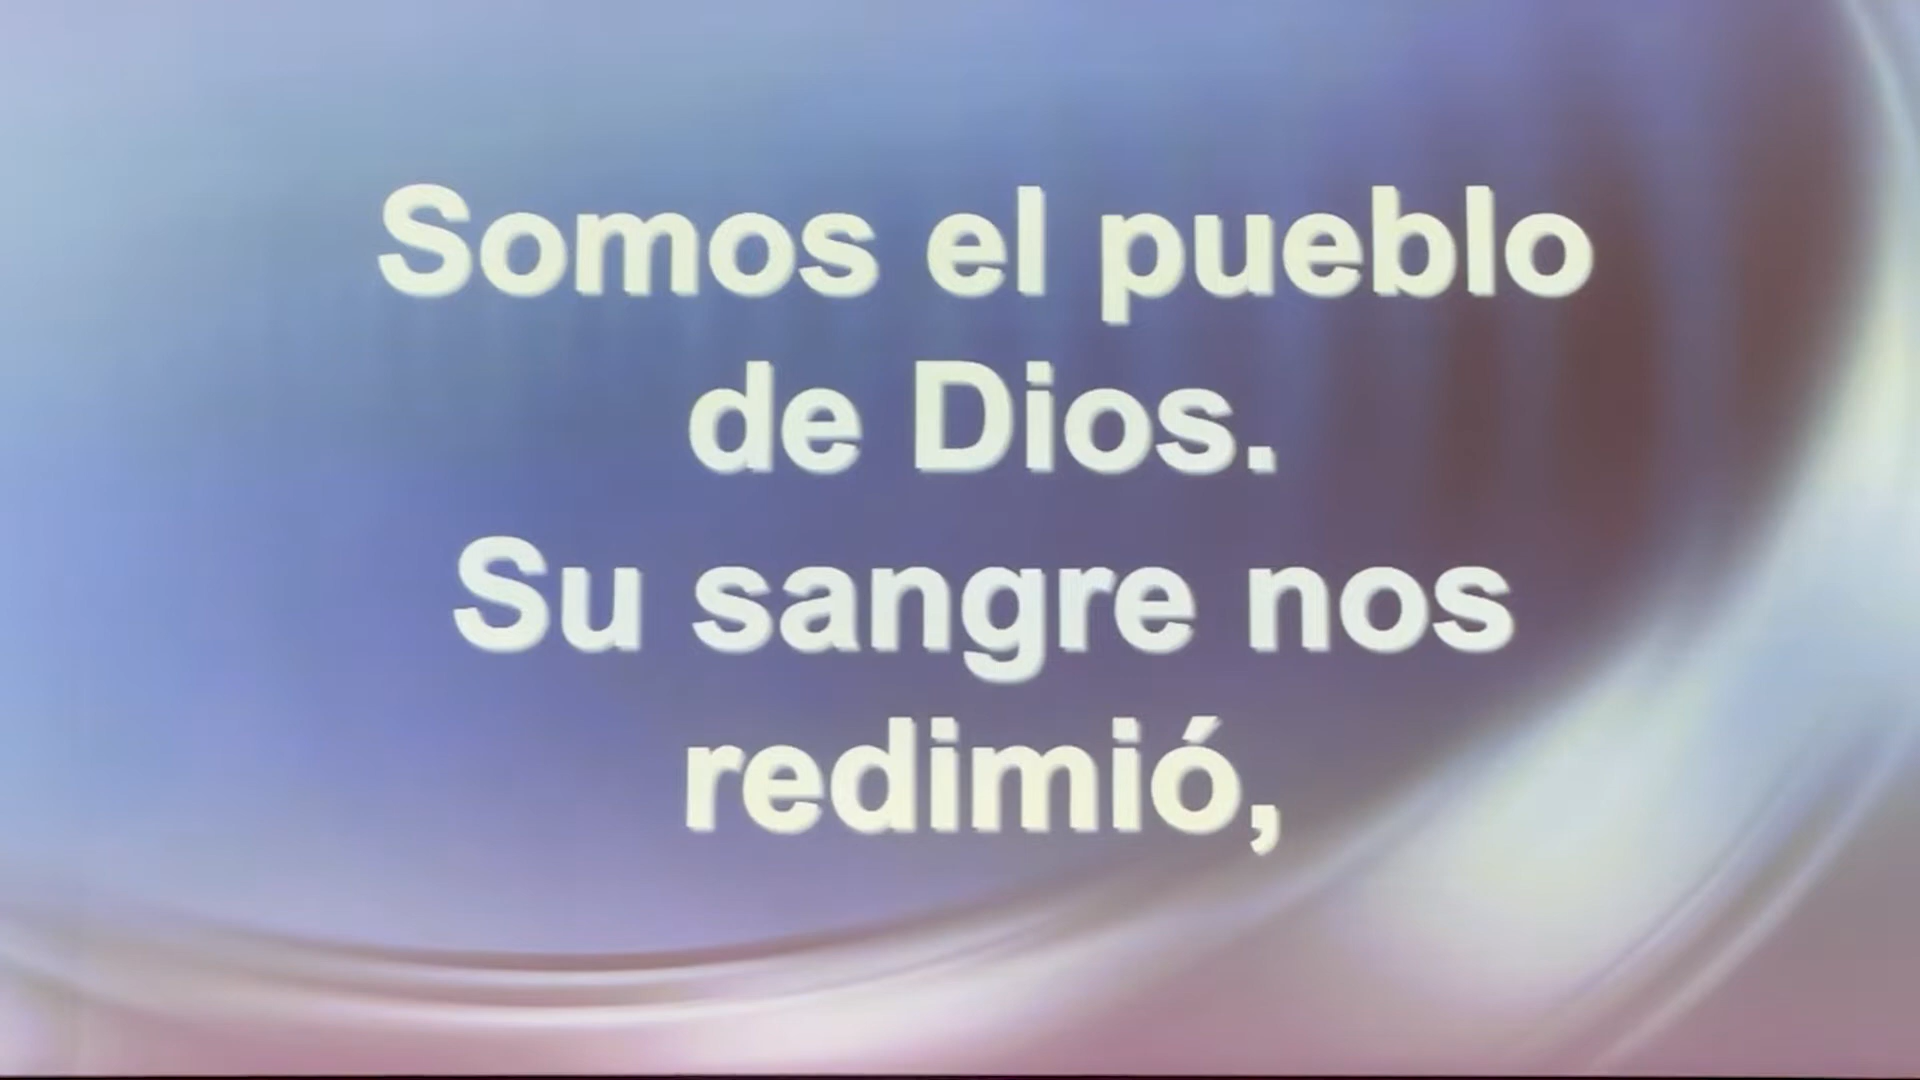 Somos el pueblo
de Dios.
Su sangre nos
redimió,